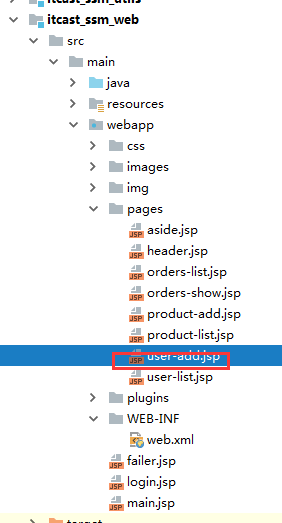 itcast_ssm_utils
itcast_ssm_web
src
main
java
resources
webapp
css
images
img
pages
aside.jsp
header.jsp
orders-list.jsp
orders-show.jsp
product-add.jsp
product-list.jsp
user-add.jsp
user-list.jsp
plugins
WEB-INF
web.xml
failer.jsp
login.jsp
main.jsp
target